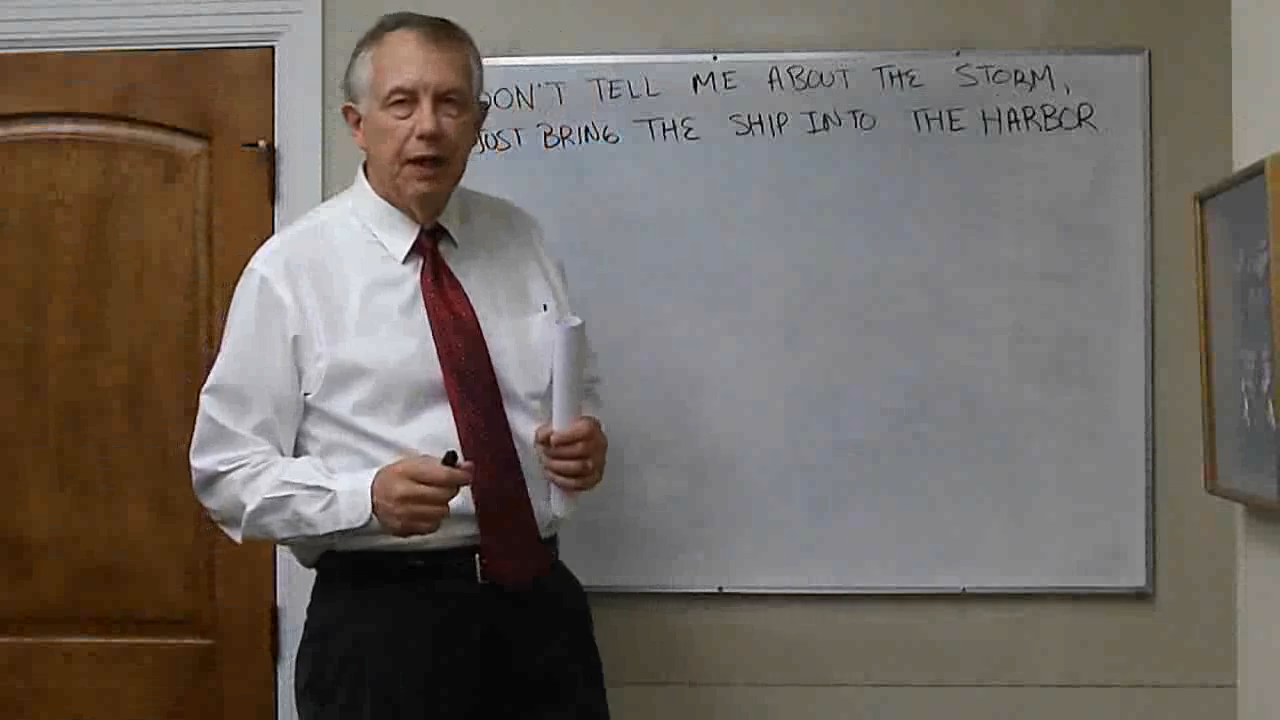 DON'T TELL ME ABOUT THE STORM,
JUST BRING THE SHIP INTO THE HARBOR